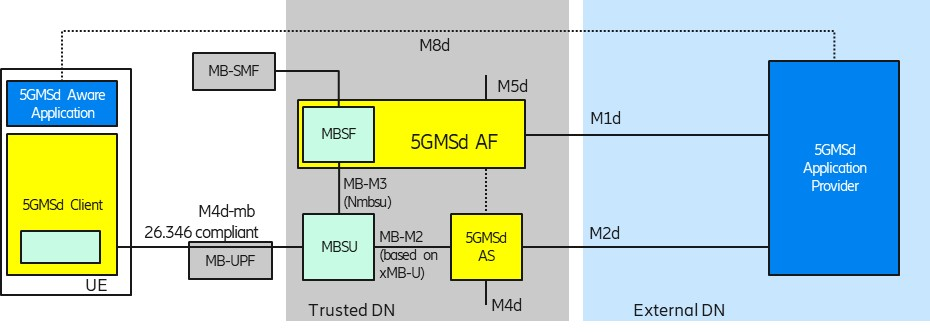 M8d
MB-SMF
M5d
5GMSd Aware
Application
MBSF
5GMSd AF
M1d
5GMSd
Application
Provider
MB-M3
(Nmbsu)
5GMSd Client
M4d-mb
26.346 compliant
MB-UPF
MBSU
MB-M2
(based on
xMB-U)
5GMSd
AS
M2d
UE
M4d
Trusted DN
External DN